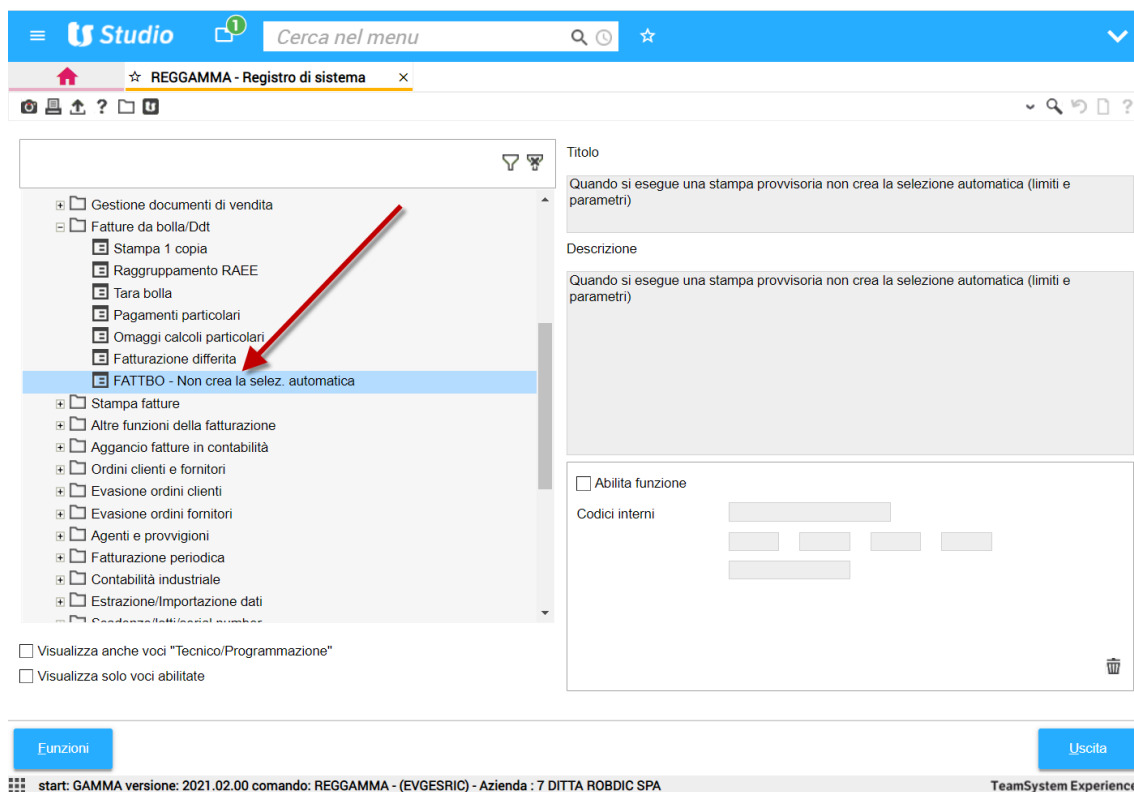 Studio
1
Cerca nel menu
REGGAMMA - Registro di sistema
Gestione documenti di vendita
Fatture da bolla/Ddt
Stampa 1 copia
Raggruppamento RAEE
Tara bolla
Pagamenti particolari
Omaggi calcoli particolari
Fatturazione differita
FATTBO - Non crea la selez. automatica
Stampa fatture
Altre funzioni della fatturazione
Aggancio fatture in contabilità
Ordini clienti e fornitori
Evasione ordini clienti
Evasione ordini fornitori
Agenti e provvigioni
Fatturazione periodica
Contabilità industriale
Estrazione/Importazione dati
Visualizza anche voci "Tecnico/Programmazione"
Visualizza solo voci abilitate
Titolo
Quando si esegue una stampa provvisoria non crea la selezione automatica (limiti e
parametri)
Descrizione
Quando si esegue una stampa provvisoria non crea la selezione automatica (limiti e
parametri)
Abilita funzione
Codici interni
Funzioni
Uscita
start: GAMMA versione: 2021.02.00 comando: REGGAMMA - (EVGESRIC) - Azienda : 7 DITTA ROBDIC SPA
TeamSystem Experience